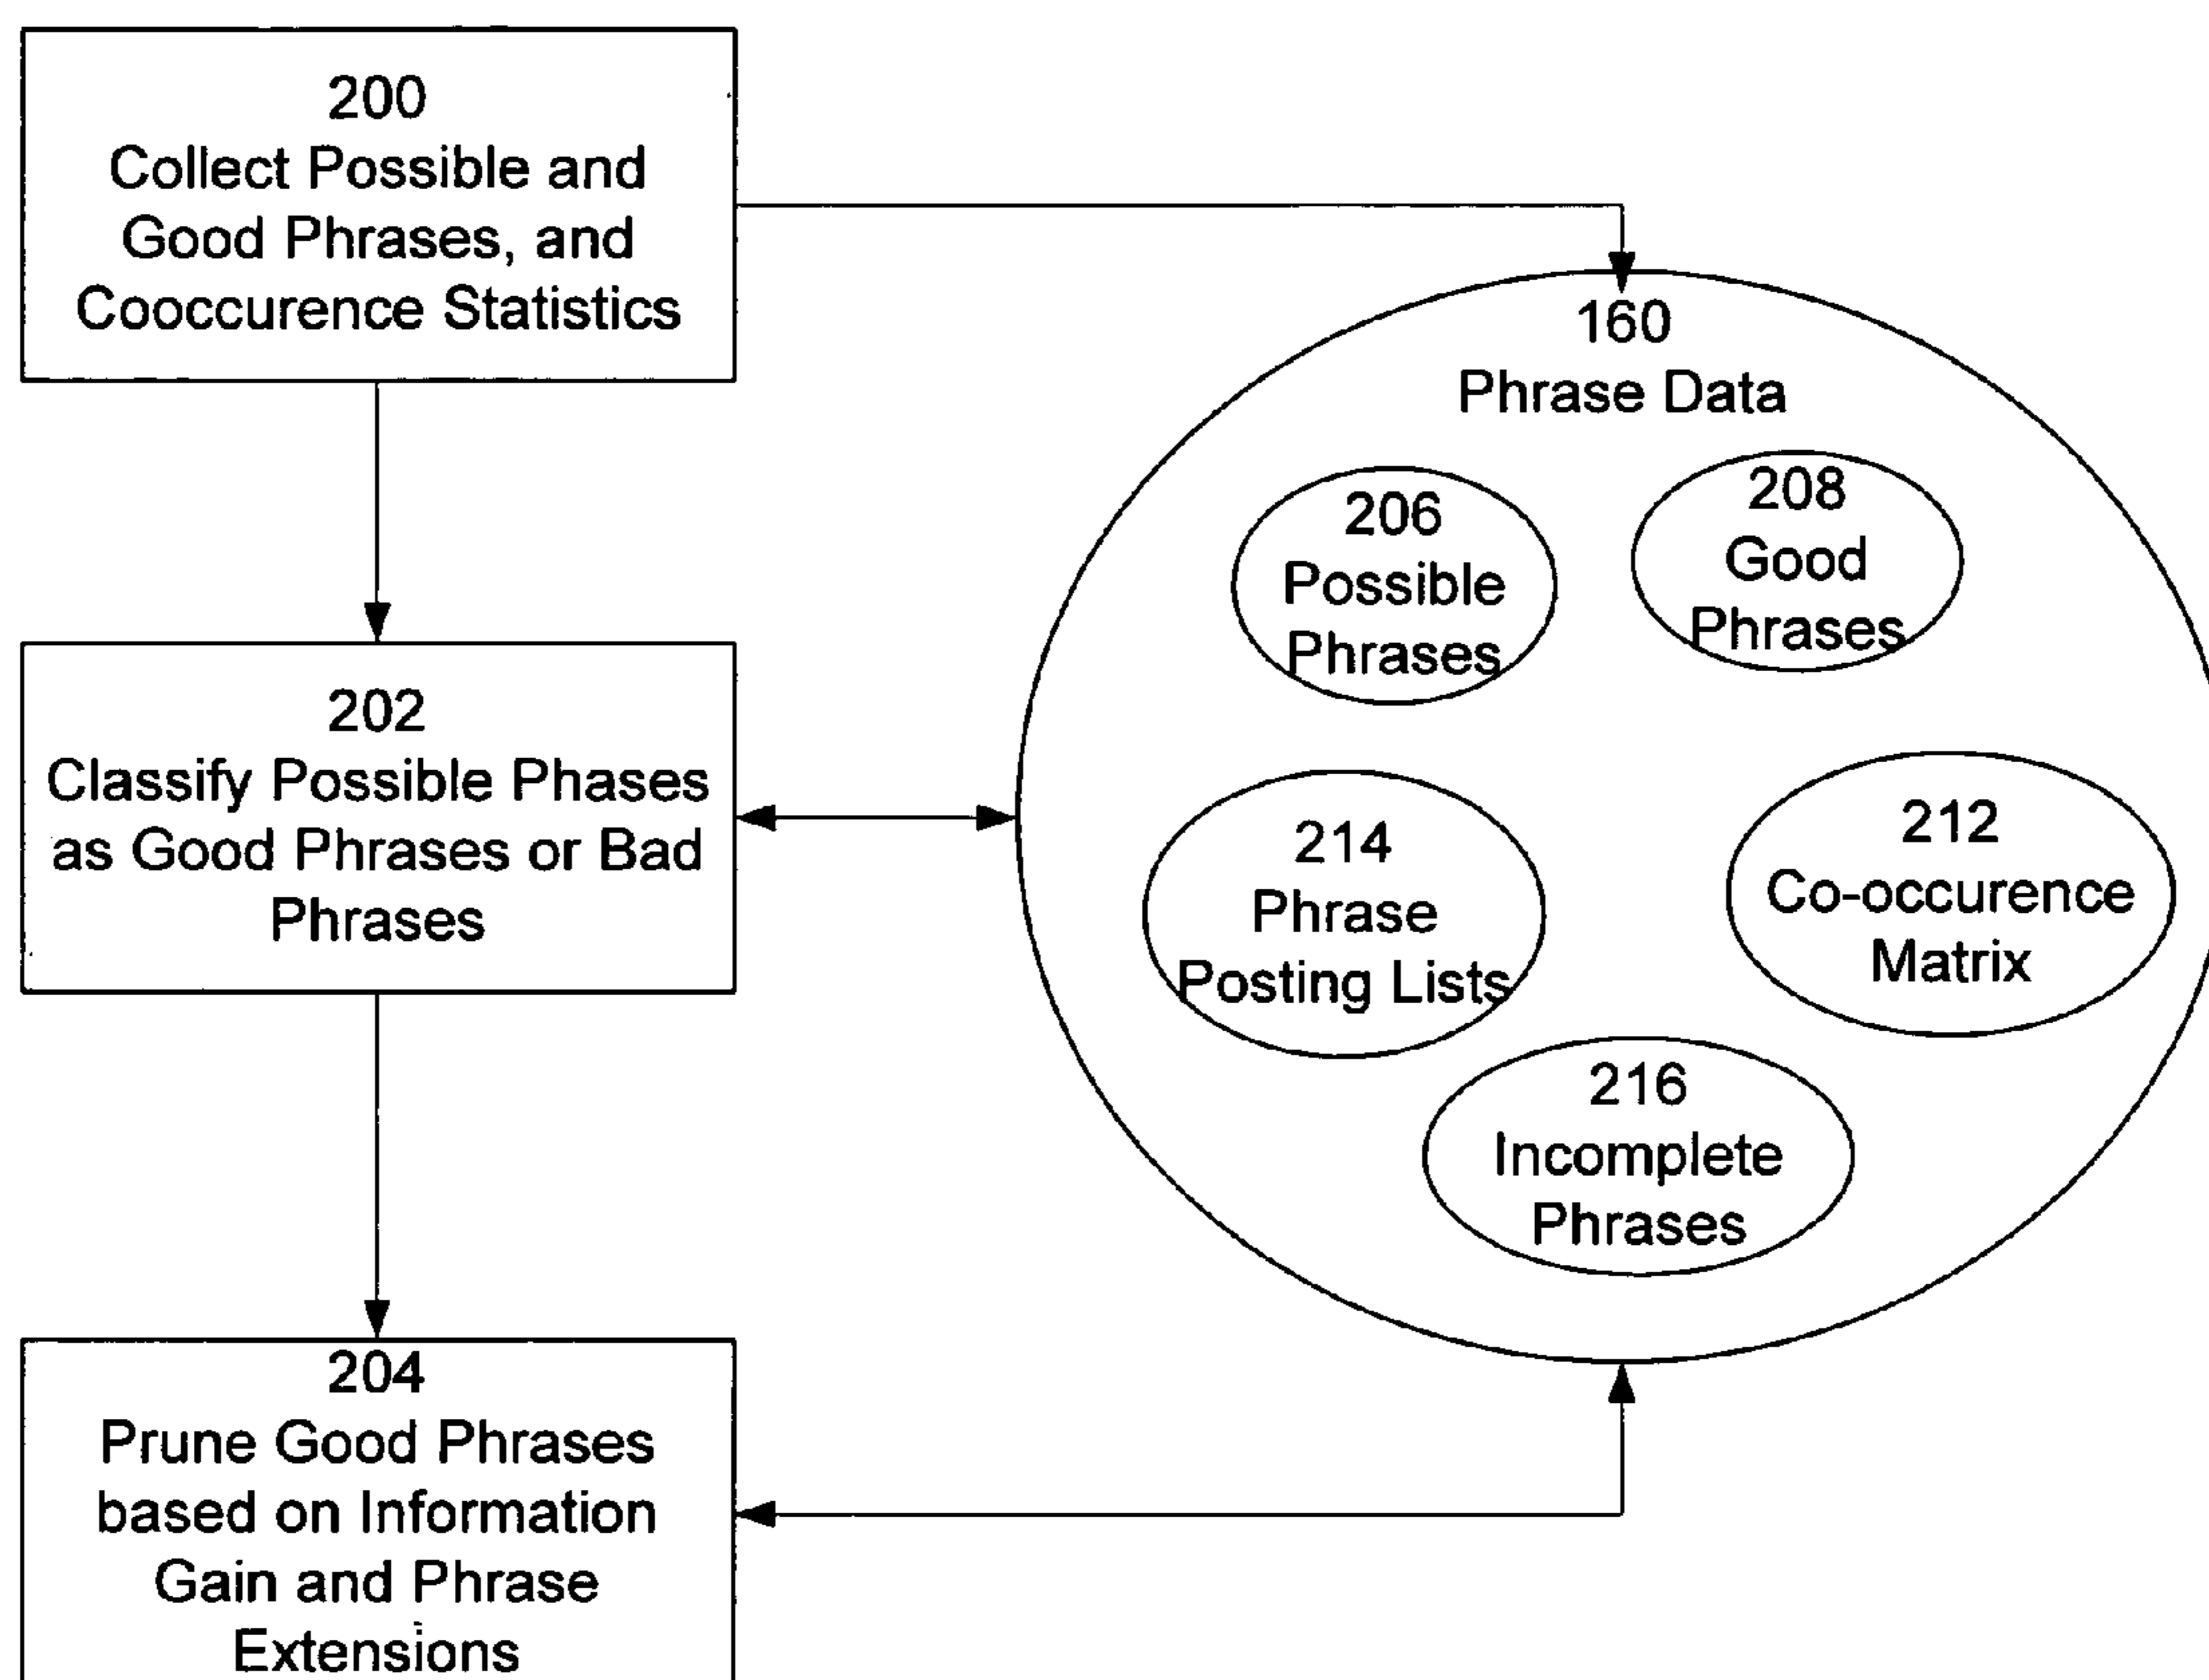 200
Collect Possible and
Good Phrases, and
Cooccurence Statistics
202
Classify Possible Phases
as Good Phrases or Bad
Phrases
204
Prune Good Phrases
based on Information
Gain and Phrase
Extensions
160
Phrase Data
206
Possible
Phrases
208
Good
Phrases
214
Phrase
Posting Lists
212
Co-occurence
Matrix
216
Incomplete
Phrases